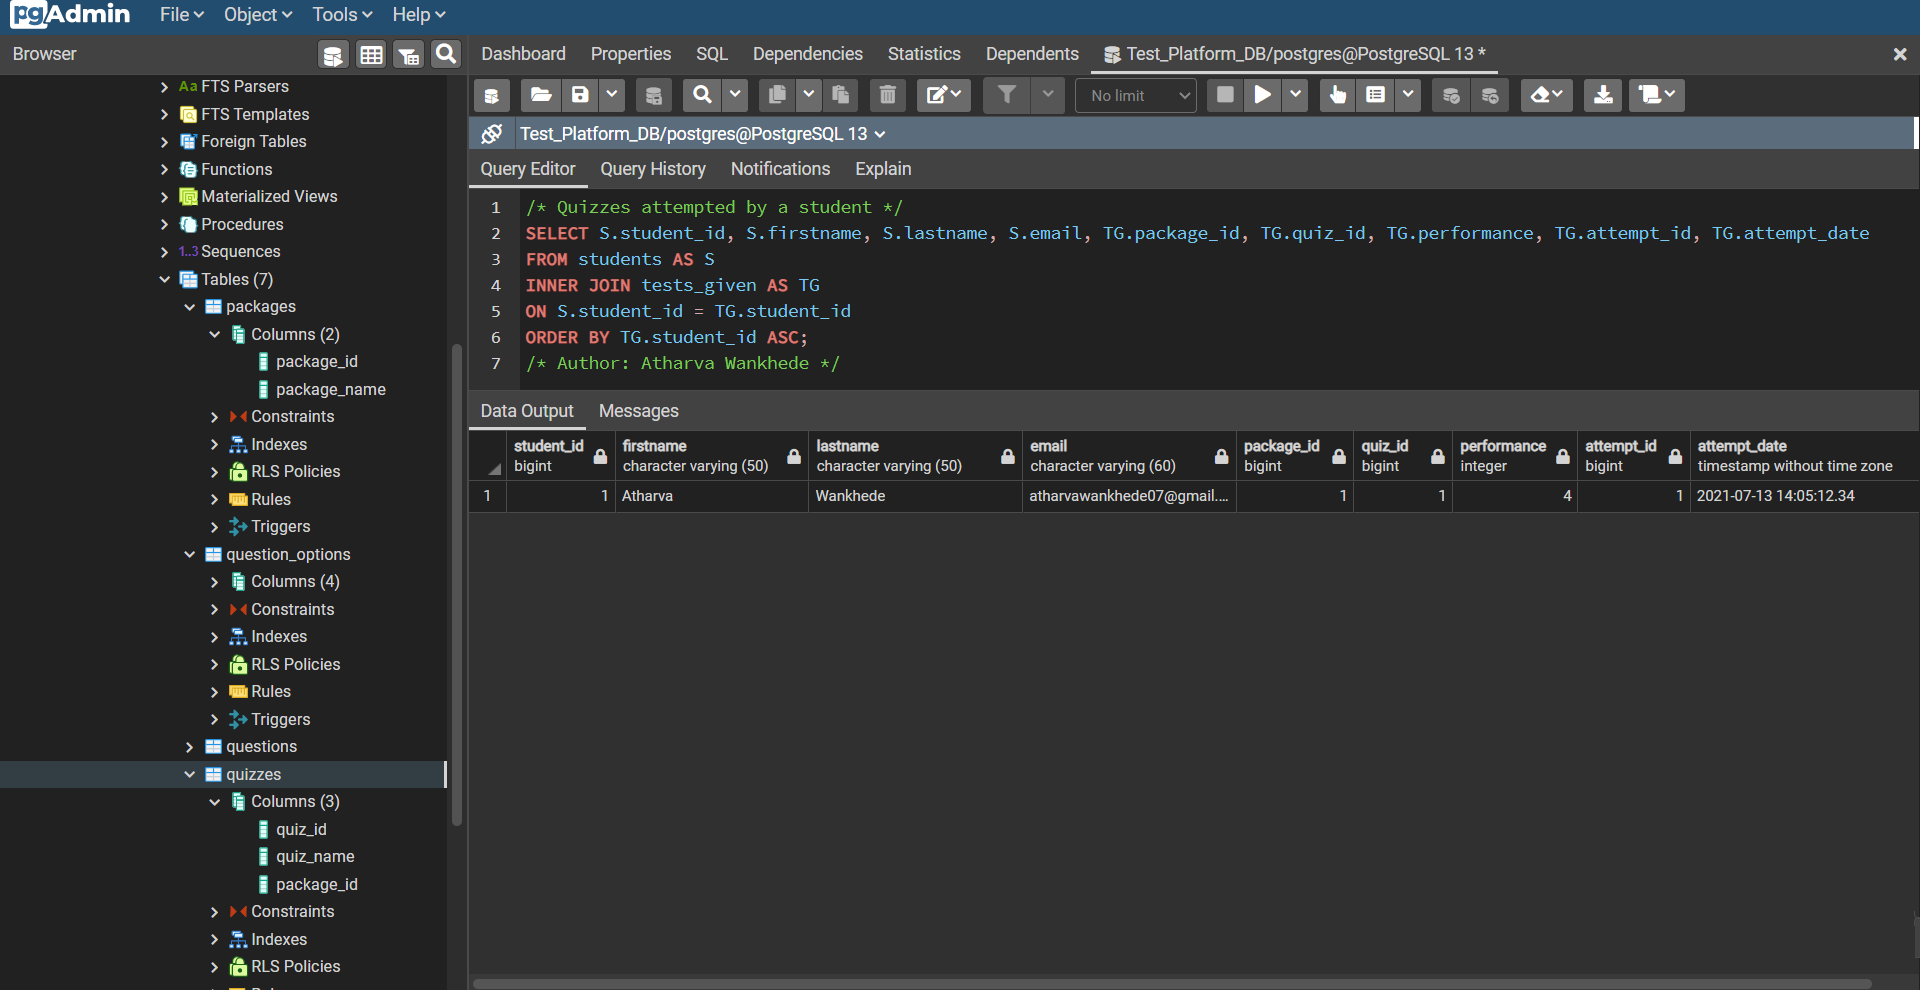 pgAdmin File Object Tools Help
Browser
Dashboard Properties SQL Dependencies Statistics Dependents Test_Platform_DB/postgres@PostgreSQL 13 *
No limit
Test_Platform_DB/postgres@PostgreSQL 13
Query Editor Query History Notifications Explain
Aa FTS Parsers
FTS Templates
Foreign Tables
Functions
Materialized Views
Procedures
1..3 Sequences
Tables (7)
packages
Columns (2)
package_id
package_name
Constraints
Indexes
RLS Policies
Rules
Triggers
question_options
Columns (4)
Constraints
Indexes
RLS Policies
Rules
Triggers
questions
quizzes
Columns (3)
quiz_id
quiz_name
package_id
Constraints
Indexes
RLS Policies
1 /* Quizzes attempted by a student */
2 SELECT S.student_id, S.firstname, S.lastname, S.email, TG.package_id, TG.quiz_id, TG.performance, TG.attempt_id, TG.attempt_date
3 FROM students AS S
4 INNER JOIN tests_given AS TG
5 ON S.student_id = TG.student_id
6 ORDER BY TG.student_id ASC;
7 /* Author: Atharva Wankhede */
Data Output Messages
student_id firstname lastname email package_id quiz_id performance attempt_id attempt_date
bigint character varying (50) character varying (50) character varying (60) bigint bigint integer bigint timestamp without time zone
1 1 Atharva Wankhede atharvawankhede07@gmail.... 1 1 4 1 2021-07-13 14:05:12.34